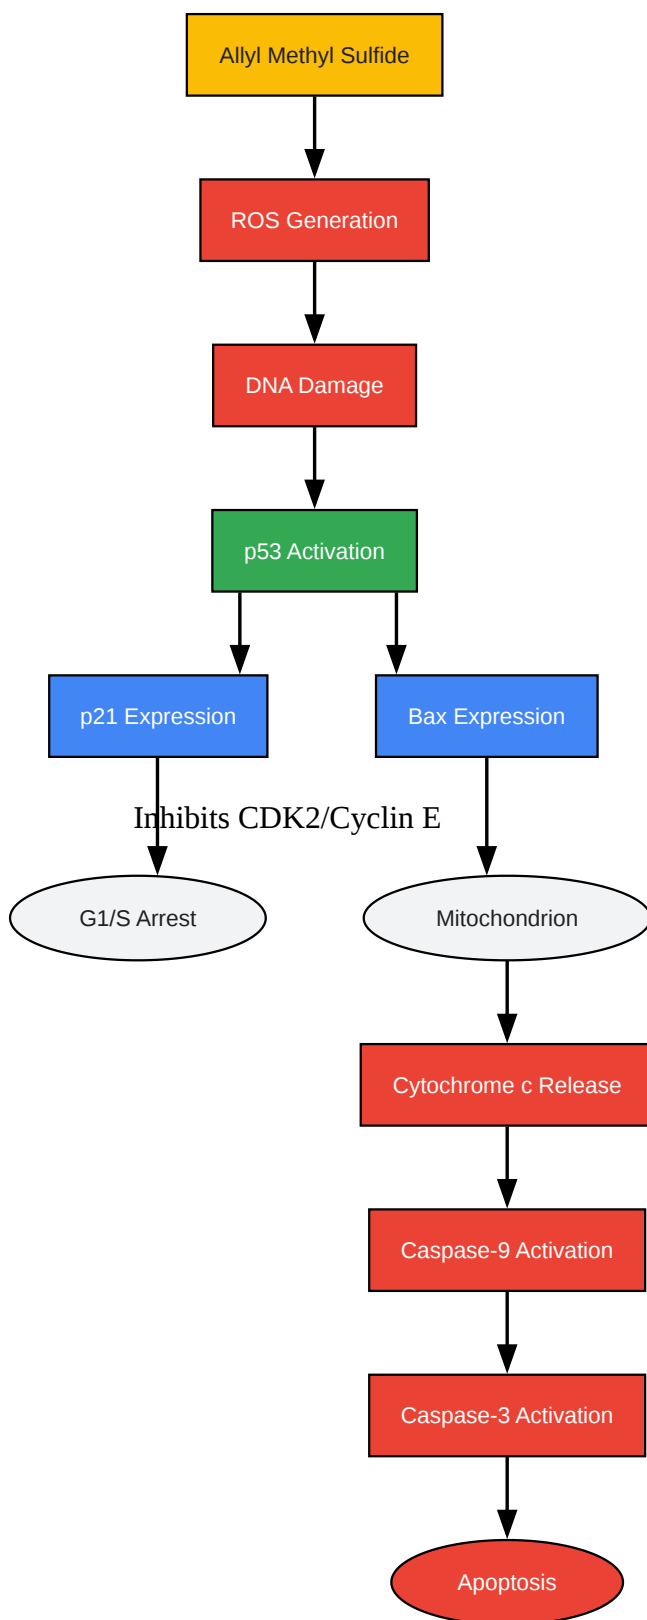 Allyl Methyl Sulfide
ROS Generation
DNA Damage
p53 Activation
p21 Expression
Bax Expression
Inhibits CDK2/Cyclin E
G1/S Arrest
Mitochondrion
Cytochrome c Release
Caspase-9 Activation
Caspase-3 Activation
Apoptosis